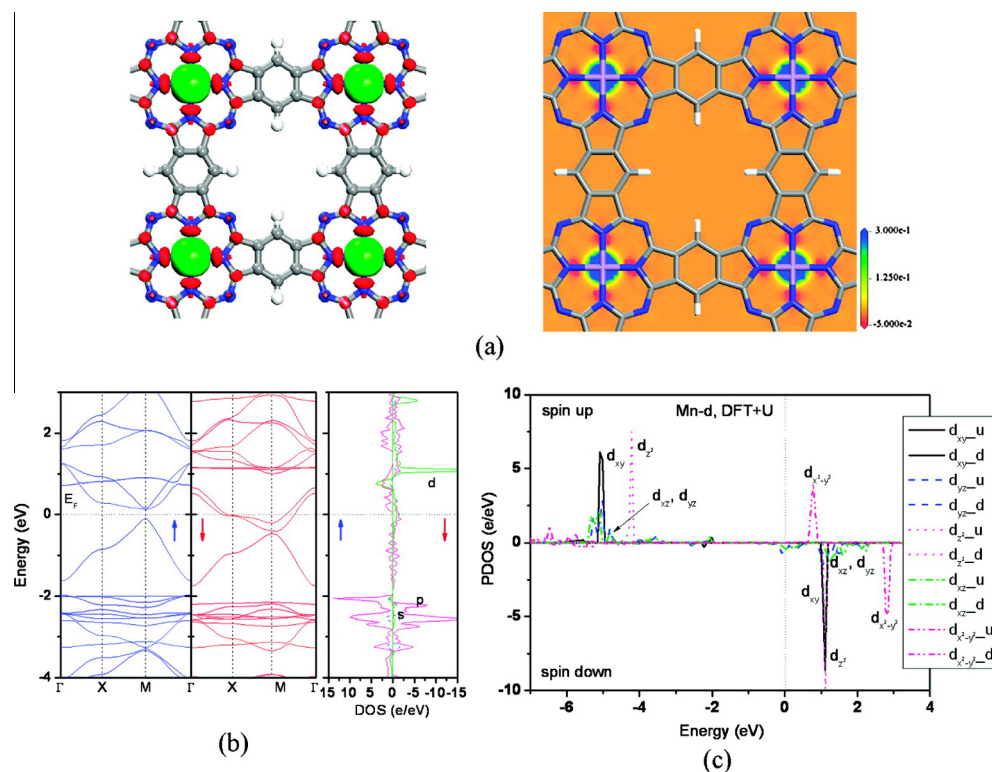 3.000e-1
1.250e-1
-5.000e-2
(a)
2
0
-2
-4
Energy (eV)
E_F
Γ X M Γ
Γ X M Γ
d
p
s
15 10 5 0 -5 -10 -15
DOS (e/eV)
(b)
10
5
0
-5
-10
PDOS (e/eV)
spin up
Mn-d, DFT+U
d_xy
d_z²
d_xz, d_yz
d_x²-y²
d_xz, d_yz
d_xy
d_x²-y²
d_z²
spin down
-6 -4 -2 0 2 4
Energy (eV)
d_xy_u
d_xy_d
d_yz_u
d_yz_d
d_z²_u
d_z²_d
d_xz_u
d_xz_d
d_x²-y²_u
d_x²-y²_d
(c)